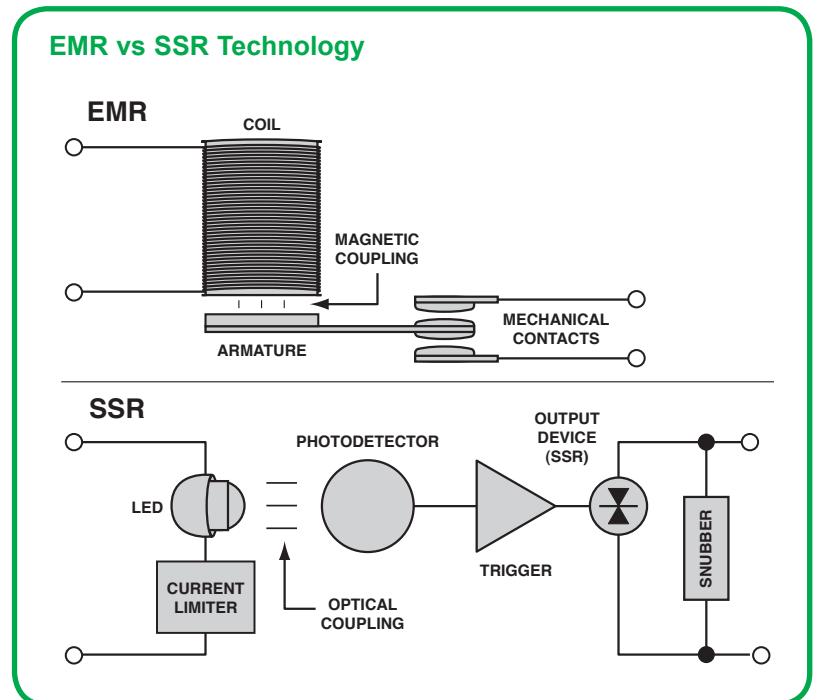 EMR vs SSR Technology
EMR
COIL
MAGNETIC
COUPLING
MECHANICAL
CONTACTS
ARMATURE
SSR
OUTPUT
DEVICE
(SSR)
PHOTODETECTOR
LED
SNUBBER
TRIGGER
CURRENT
LIMITER
OPTICAL
COUPLING